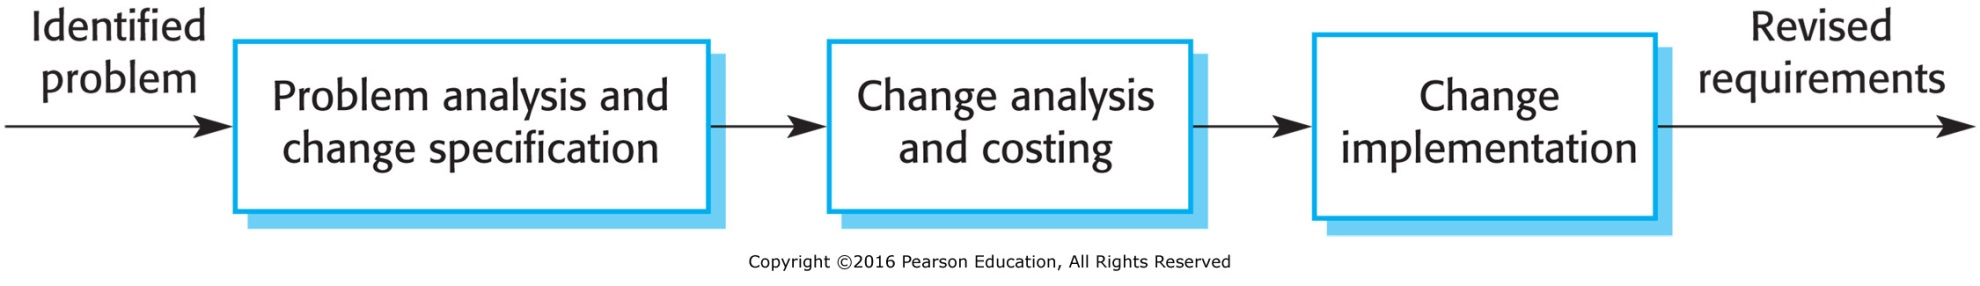 Identified
problem
Problem analysis and
change specification
Change analysis
and costing
Change
implementation
Revised
requirements
Copyright ©2016 Pearson Education, All Rights Reserved